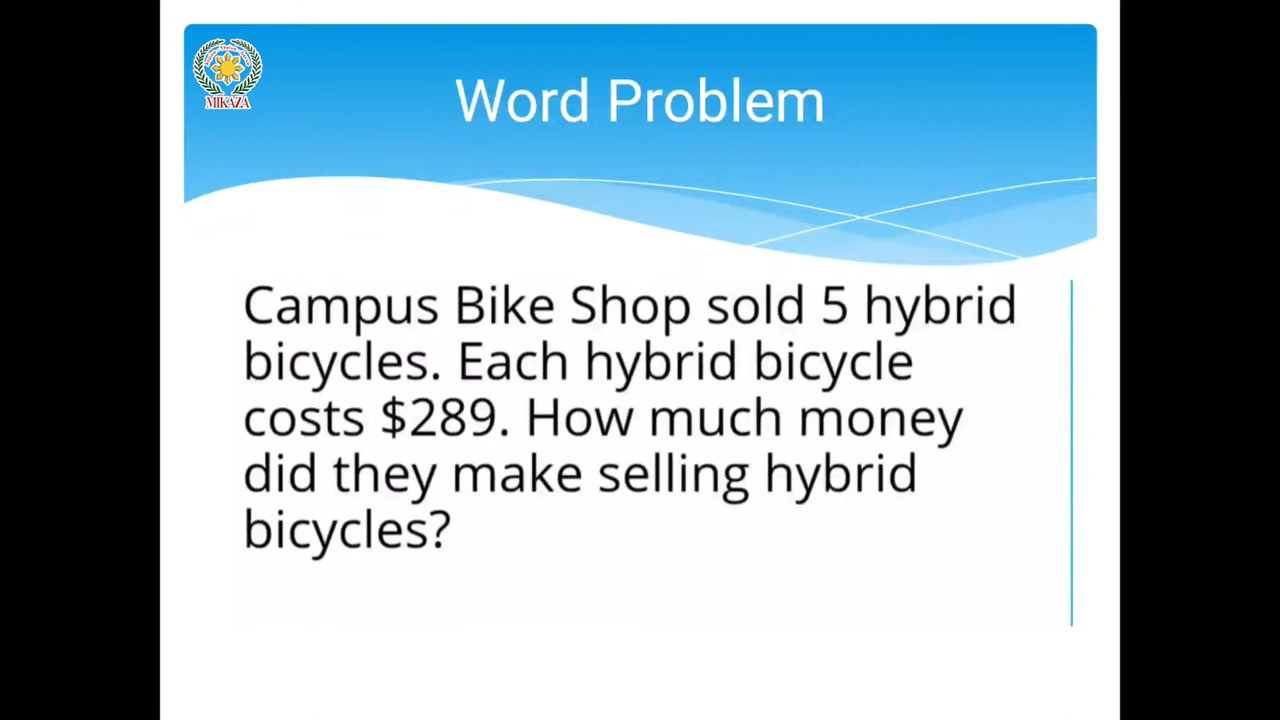 MIKAZA
Word Problem
Campus Bike Shop sold 5 hybrid
bicycles. Each hybrid bicycle
costs $289. How much money
did they make selling hybrid
bicycles?